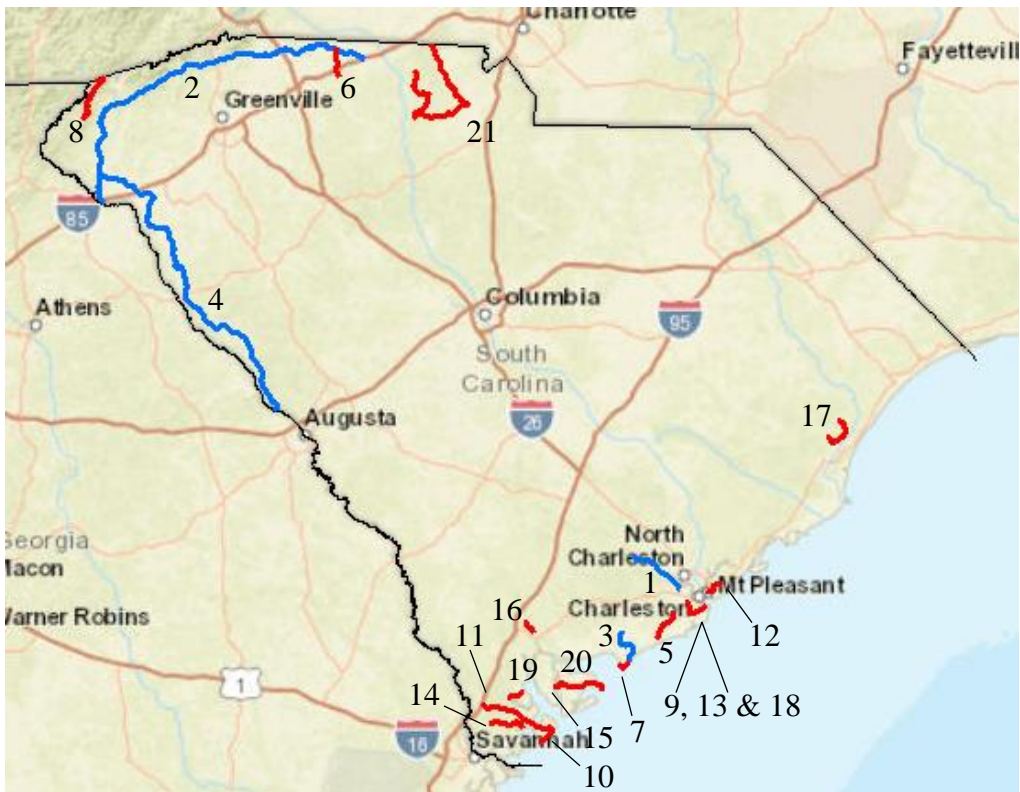 Charlotte
Fayettevill
2
6
Greenville
8
21
85
Athens
4
Columbia
95
South
Carolina
17
Augusta
26
North
Charleston
Georgia
Macon
1
Mt Pleasant
Charleston
Warner Robins
16
3
12
11
5
19
20
1
9, 13 & 18
14
7
16
Savannah
15
10